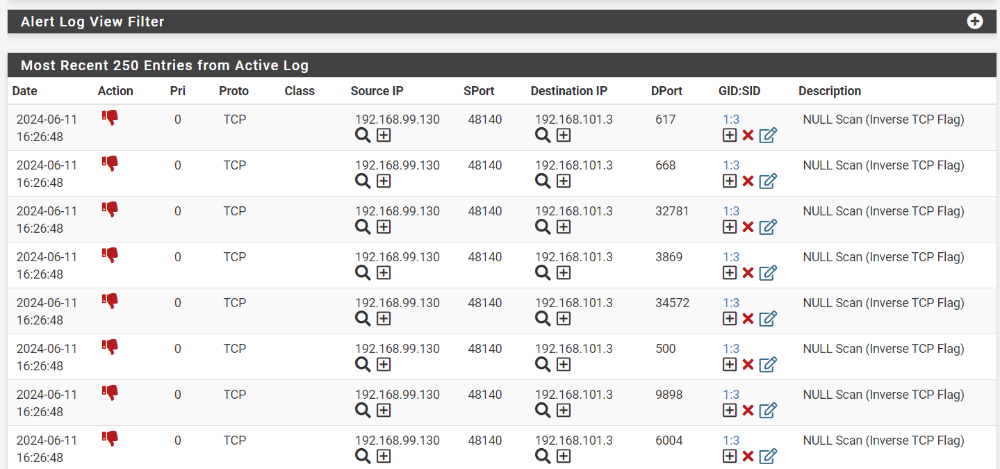 Alert Log View Filter
Most Recent 250 Entries from Active Log
Date Action Pri Proto Class Source IP SPort Destination IP DPort GID:SID Description
2024-06-11 0 TCP 192.168.99.130 48140 192.168.101.3 617 1:3 NULL Scan (Inverse TCP Flag)
16:26:48
2024-06-11 0 TCP 192.168.99.130 48140 192.168.101.3 668 1:3 NULL Scan (Inverse TCP Flag)
16:26:48
2024-06-11 0 TCP 192.168.99.130 48140 192.168.101.3 32781 1:3 NULL Scan (Inverse TCP Flag)
16:26:48
2024-06-11 0 TCP 192.168.99.130 48140 192.168.101.3 3869 1:3 NULL Scan (Inverse TCP Flag)
16:26:48
2024-06-11 0 TCP 192.168.99.130 48140 192.168.101.3 34572 1:3 NULL Scan (Inverse TCP Flag)
16:26:48
2024-06-11 0 TCP 192.168.99.130 48140 192.168.101.3 500 1:3 NULL Scan (Inverse TCP Flag)
16:26:48
2024-06-11 0 TCP 192.168.99.130 48140 192.168.101.3 9898 1:3 NULL Scan (Inverse TCP Flag)
16:26:48
2024-06-11 0 TCP 192.168.99.130 48140 192.168.101.3 6004 1:3 NULL Scan (Inverse TCP Flag)
16:26:48